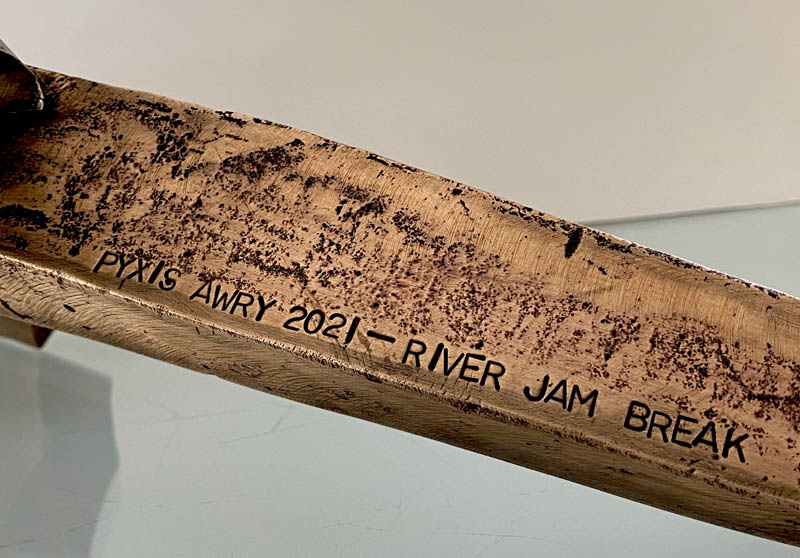 PYXIS AWRY 2021 — RIVER JAM BREAK